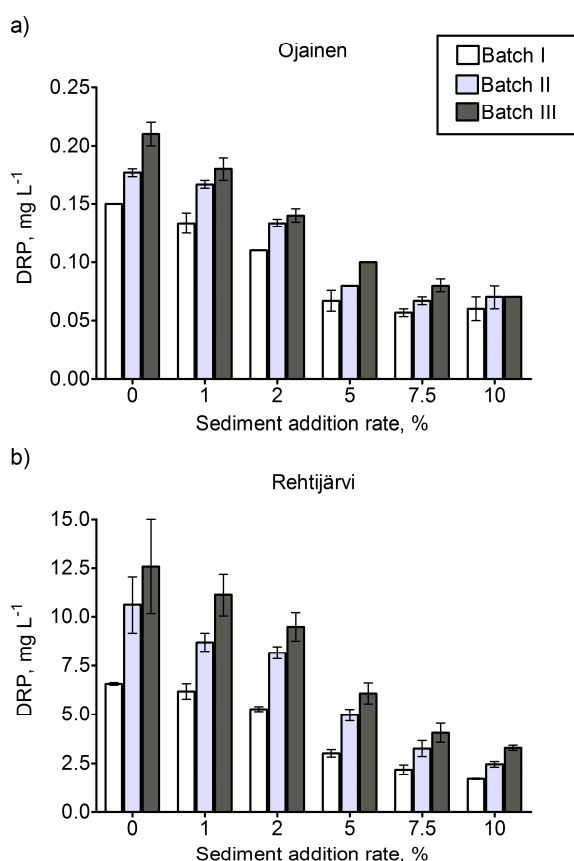 a)
Ojainen
Batch I
Batch II
Batch III
0.25
0.20
0.15
0.10
0.05
0.00
DRP, mg L⁻¹
0 1 2 5 7.5 10
Sediment addition rate, %
b)
Rehtijärvi
15.0
12.5
10.0
7.5
5.0
2.5
0.0
DRP, mg L⁻¹
0 1 2 5 7.5 10
Sediment addition rate, %